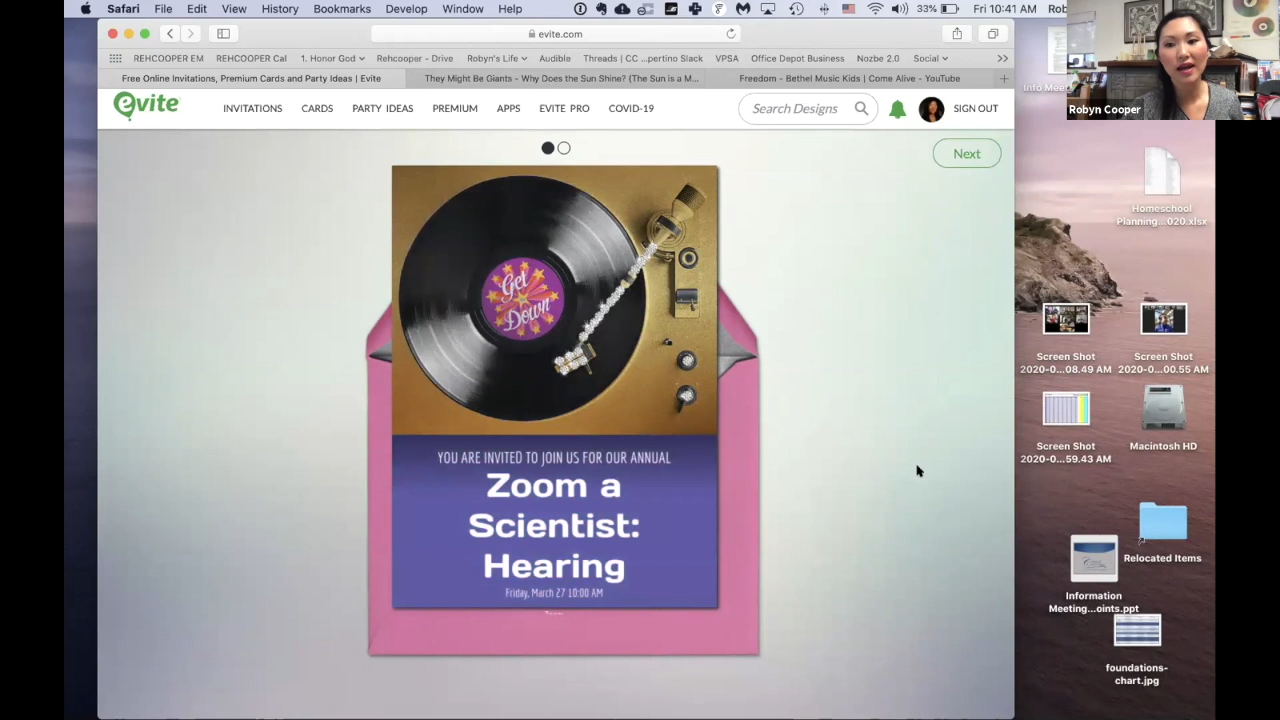 Safari File Edit View History Bookmarks Develop Window Help
33% Fri 10:41 AM Rob
evite.com
REHCOOPER EM REHCOOPER Cal 1. Honor God Rehcooper - Drive Robyn's Life Audible Threads | CC ...pertino Slack VPSA Office Depot Business Nozbe 2.0 Social
Free Online Invitations, Premium Cards and Party Ideas | Evite They Might Be Giants - Why Does the Sun Shine? (The Sun is a M... Freedom - Bethel Music Kids | Come Alive - YouTube
evite INVITATIONS CARDS PARTY IDEAS PREMIUM APPS EVITE PRO COVID-19 Search Designs SIGN OUT
Next
Get
Down
YOU ARE INVITED TO JOIN US FOR OUR ANNUAL
Zoom a
Scientist:
Hearing
Friday, March 27 10:00 AM
Robyn Cooper
Info Mee
Homeschool
Planning...020.xlsx
Screen Shot
2020-0...08.49 AM
Screen Shot
2020-0...00.55 AM
Screen Shot
2020-0...59.43 AM
Macintosh HD
Relocated Items
Information
Meeting...oints.ppt
foundations-
chart.jpg